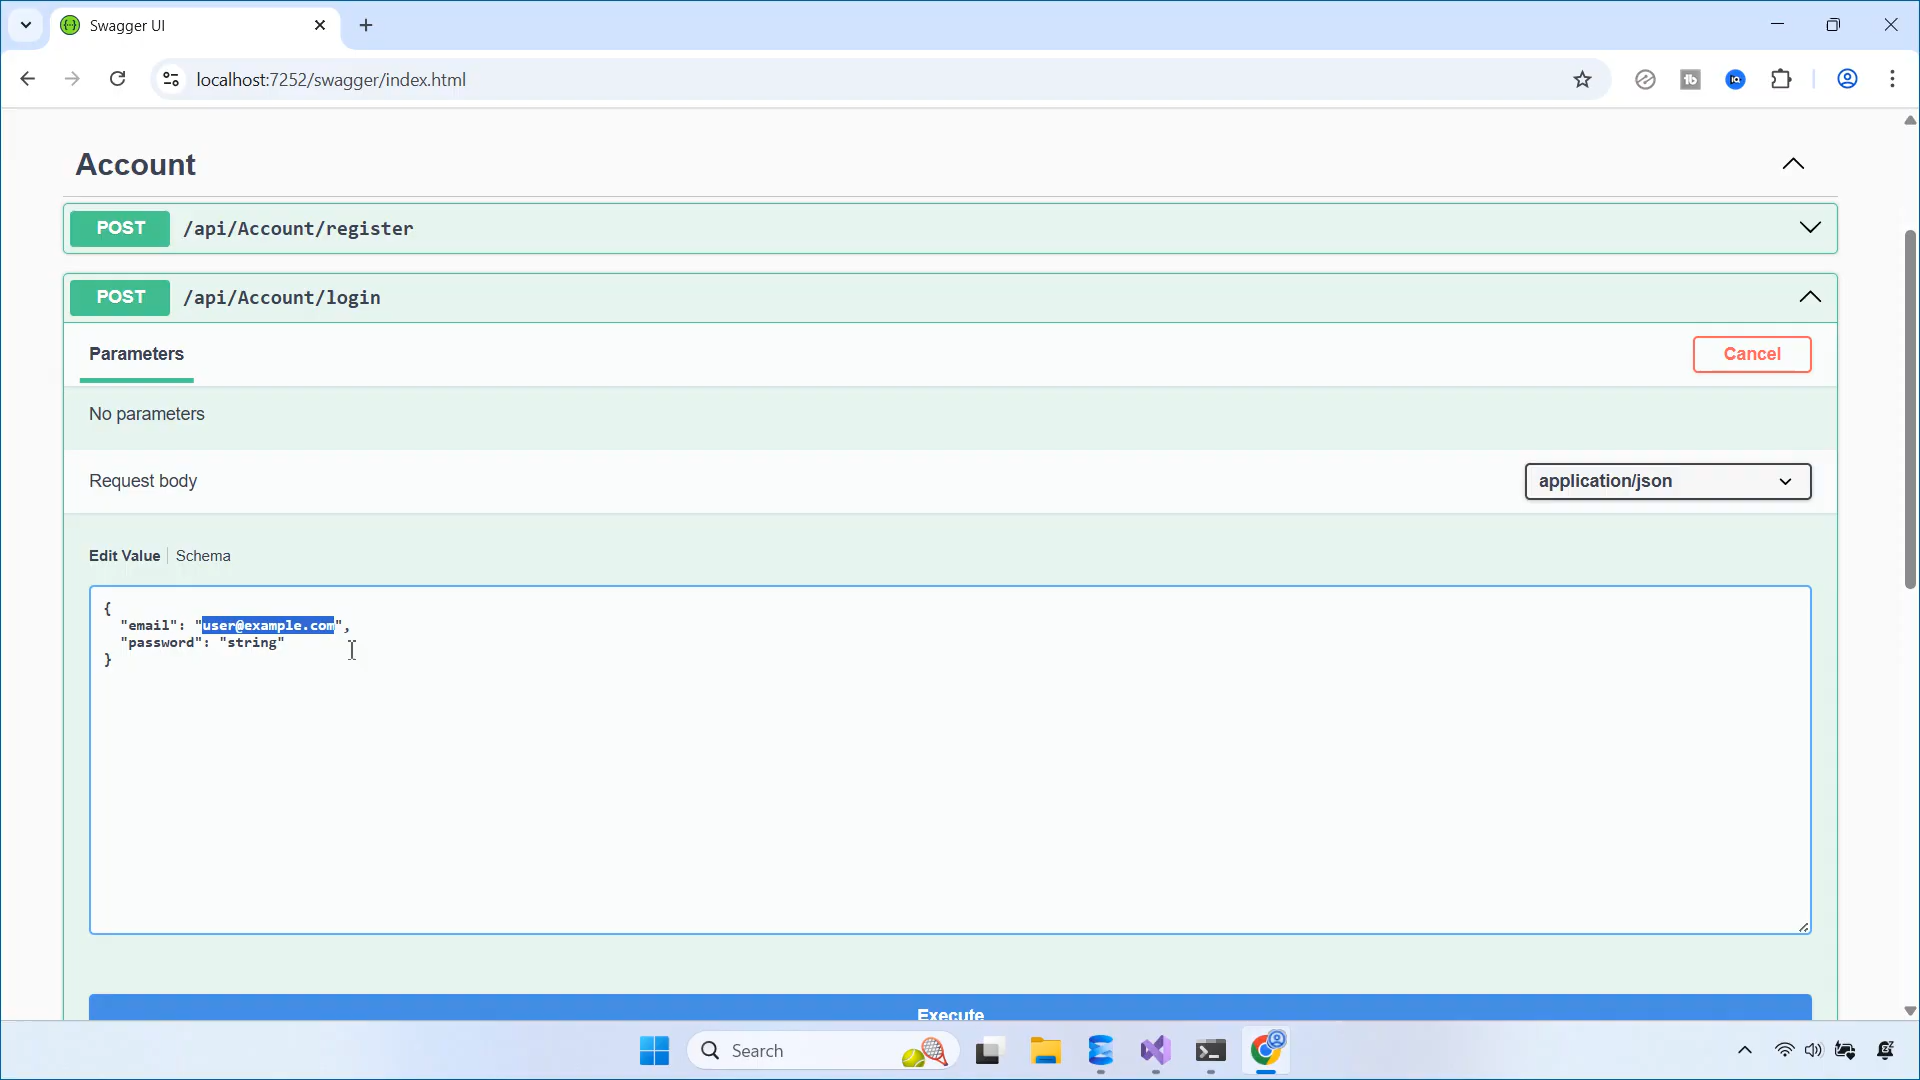 Swagger UI
localhost:7252/swagger/index.html
Account
POST /api/Account/register
POST /api/Account/login
Parameters
Cancel
No parameters
Request body
application/json
Edit Value
Schema
{
"email": "user@example.com",
"password": "string"
}
Execute
Search